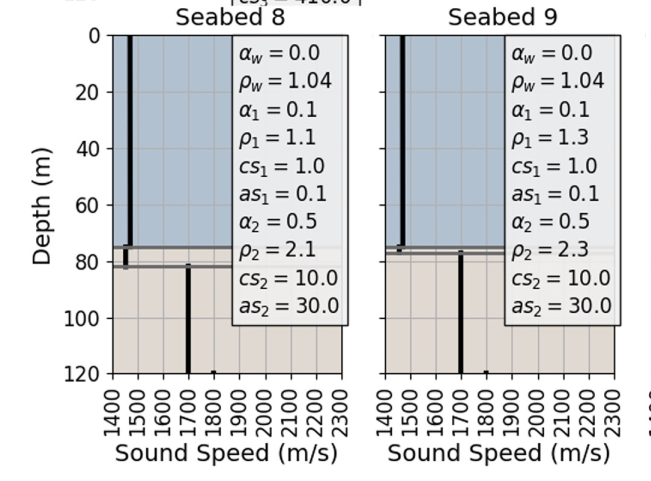 Seabed 8
0
20
40
60
80
100
120
Depth (m)
α_w = 0.0
ρ_w = 1.04
α₁ = 0.1
ρ₁ = 1.1
cs₁ = 1.0
as₁ = 0.1
α₂ = 0.5
ρ₂ = 2.1
cs₂ = 10.0
as₂ = 30.0
1400 1500 1600 1700 1800 1900 2000 2100 2200 2300
Sound Speed (m/s)
Seabed 9
α_w = 0.0
ρ_w = 1.04
α₁ = 0.1
ρ₁ = 1.3
cs₁ = 1.0
as₁ = 0.1
α₂ = 0.5
ρ₂ = 2.3
cs₂ = 10.0
as₂ = 30.0
1400 1500 1600 1700 1800 1900 2000 2100 2200 2300
Sound Speed (m/s)